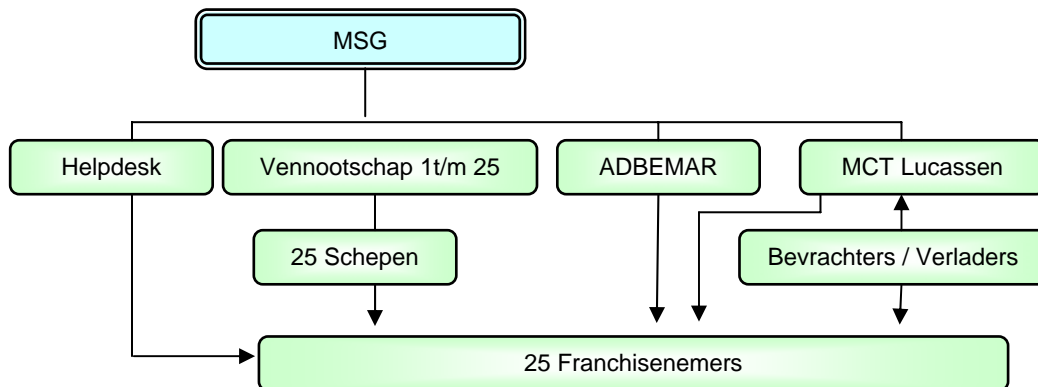 MSG
Helpdesk
Vennootschap 1t/m 25
ADBEMAR
MCT Lucassen
25 Schepen
Bevrachters / Verladers
25 Franchisenemers